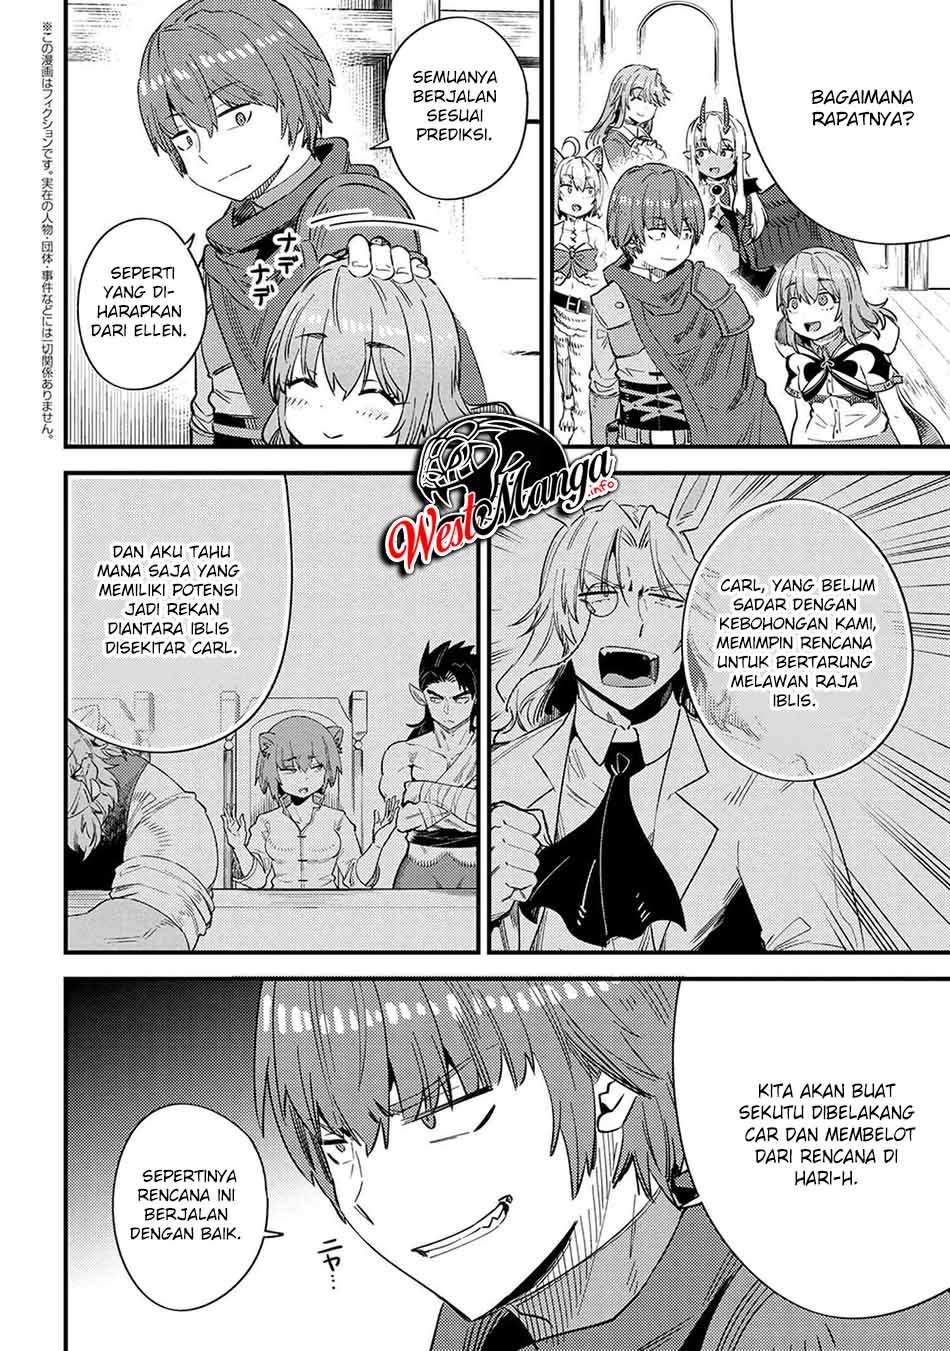 BAGAIMANA
RAPATNYA?
SEMUANYA
BERJALAN
SESUAI
PREDIKSI.
SEPERTI
YANG DI-
HARAPKAN
DARI ELLEN.
ナデ
ナデ
※この漫画はフィクションです。実在の人物・団体・事件などには一切関係ありません。
WestManga
.info
CARL, YANG BELUM
SADAR DENGAN
KEBOHONGAN KAMI,
MEMIMPIN RENCANA
UNTUK BERTARUNG
MELAWAN RAJA
IBLIS.
DAN AKU TAHU
MANA SAJA YANG
MEMILIKI POTENSI
JADI REKAN
DIANTARA IBLIS
DISEKITAR CARL.
KITA AKAN BUAT
SEKUTU DIBELAKANG
CAR DAN MEMBELOT
DARI RENCANA DI
HARI-H.
SEPERTINYA
RENCANA INI
BERJALAN
DENGAN BAIK.
ニヤ…